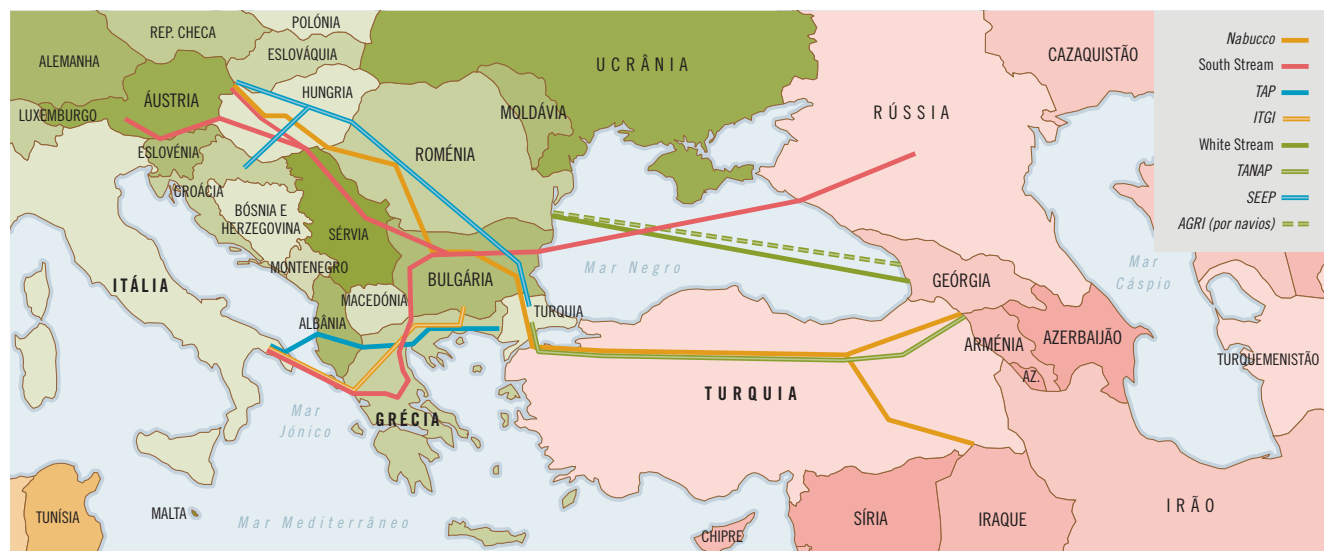 POLÓNIA
REP. CHECA
ESLOVÁQUIA
ALEMANHA
UCRÂNIA
CAZAQUISTÃO
HUNGRIA
ÁUSTRIA
LUXEMBURGO
MOLDÁVIA
RÚSSIA
ESLOVÉNIA
ROMÉNIA
CROÁCIA
BÓSNIA E
HERZEGOVINA
SÉRVIA
MONTENEGRO
Mar Negro
Mar
Cáspio
ITÁLIA
BULGÁRIA
GEÓRGIA
MACEDÓNIA
TURQUIA
ALBÂNIA
ARMÉNIA
AZERBAIJÃO
AZ.
TURQUEMENISTÃO
TURQUIA
Mar
Jónico
GRÉCIA
TUNÍSIA
MALTA
Mar Mediterrâneo
CHIPRE
SÍRIA
IRAQUE
IRÃO
Nabucco
South Stream
TAP
ITGI
White Stream
TANAP
SEEP
AGRI (por navios)